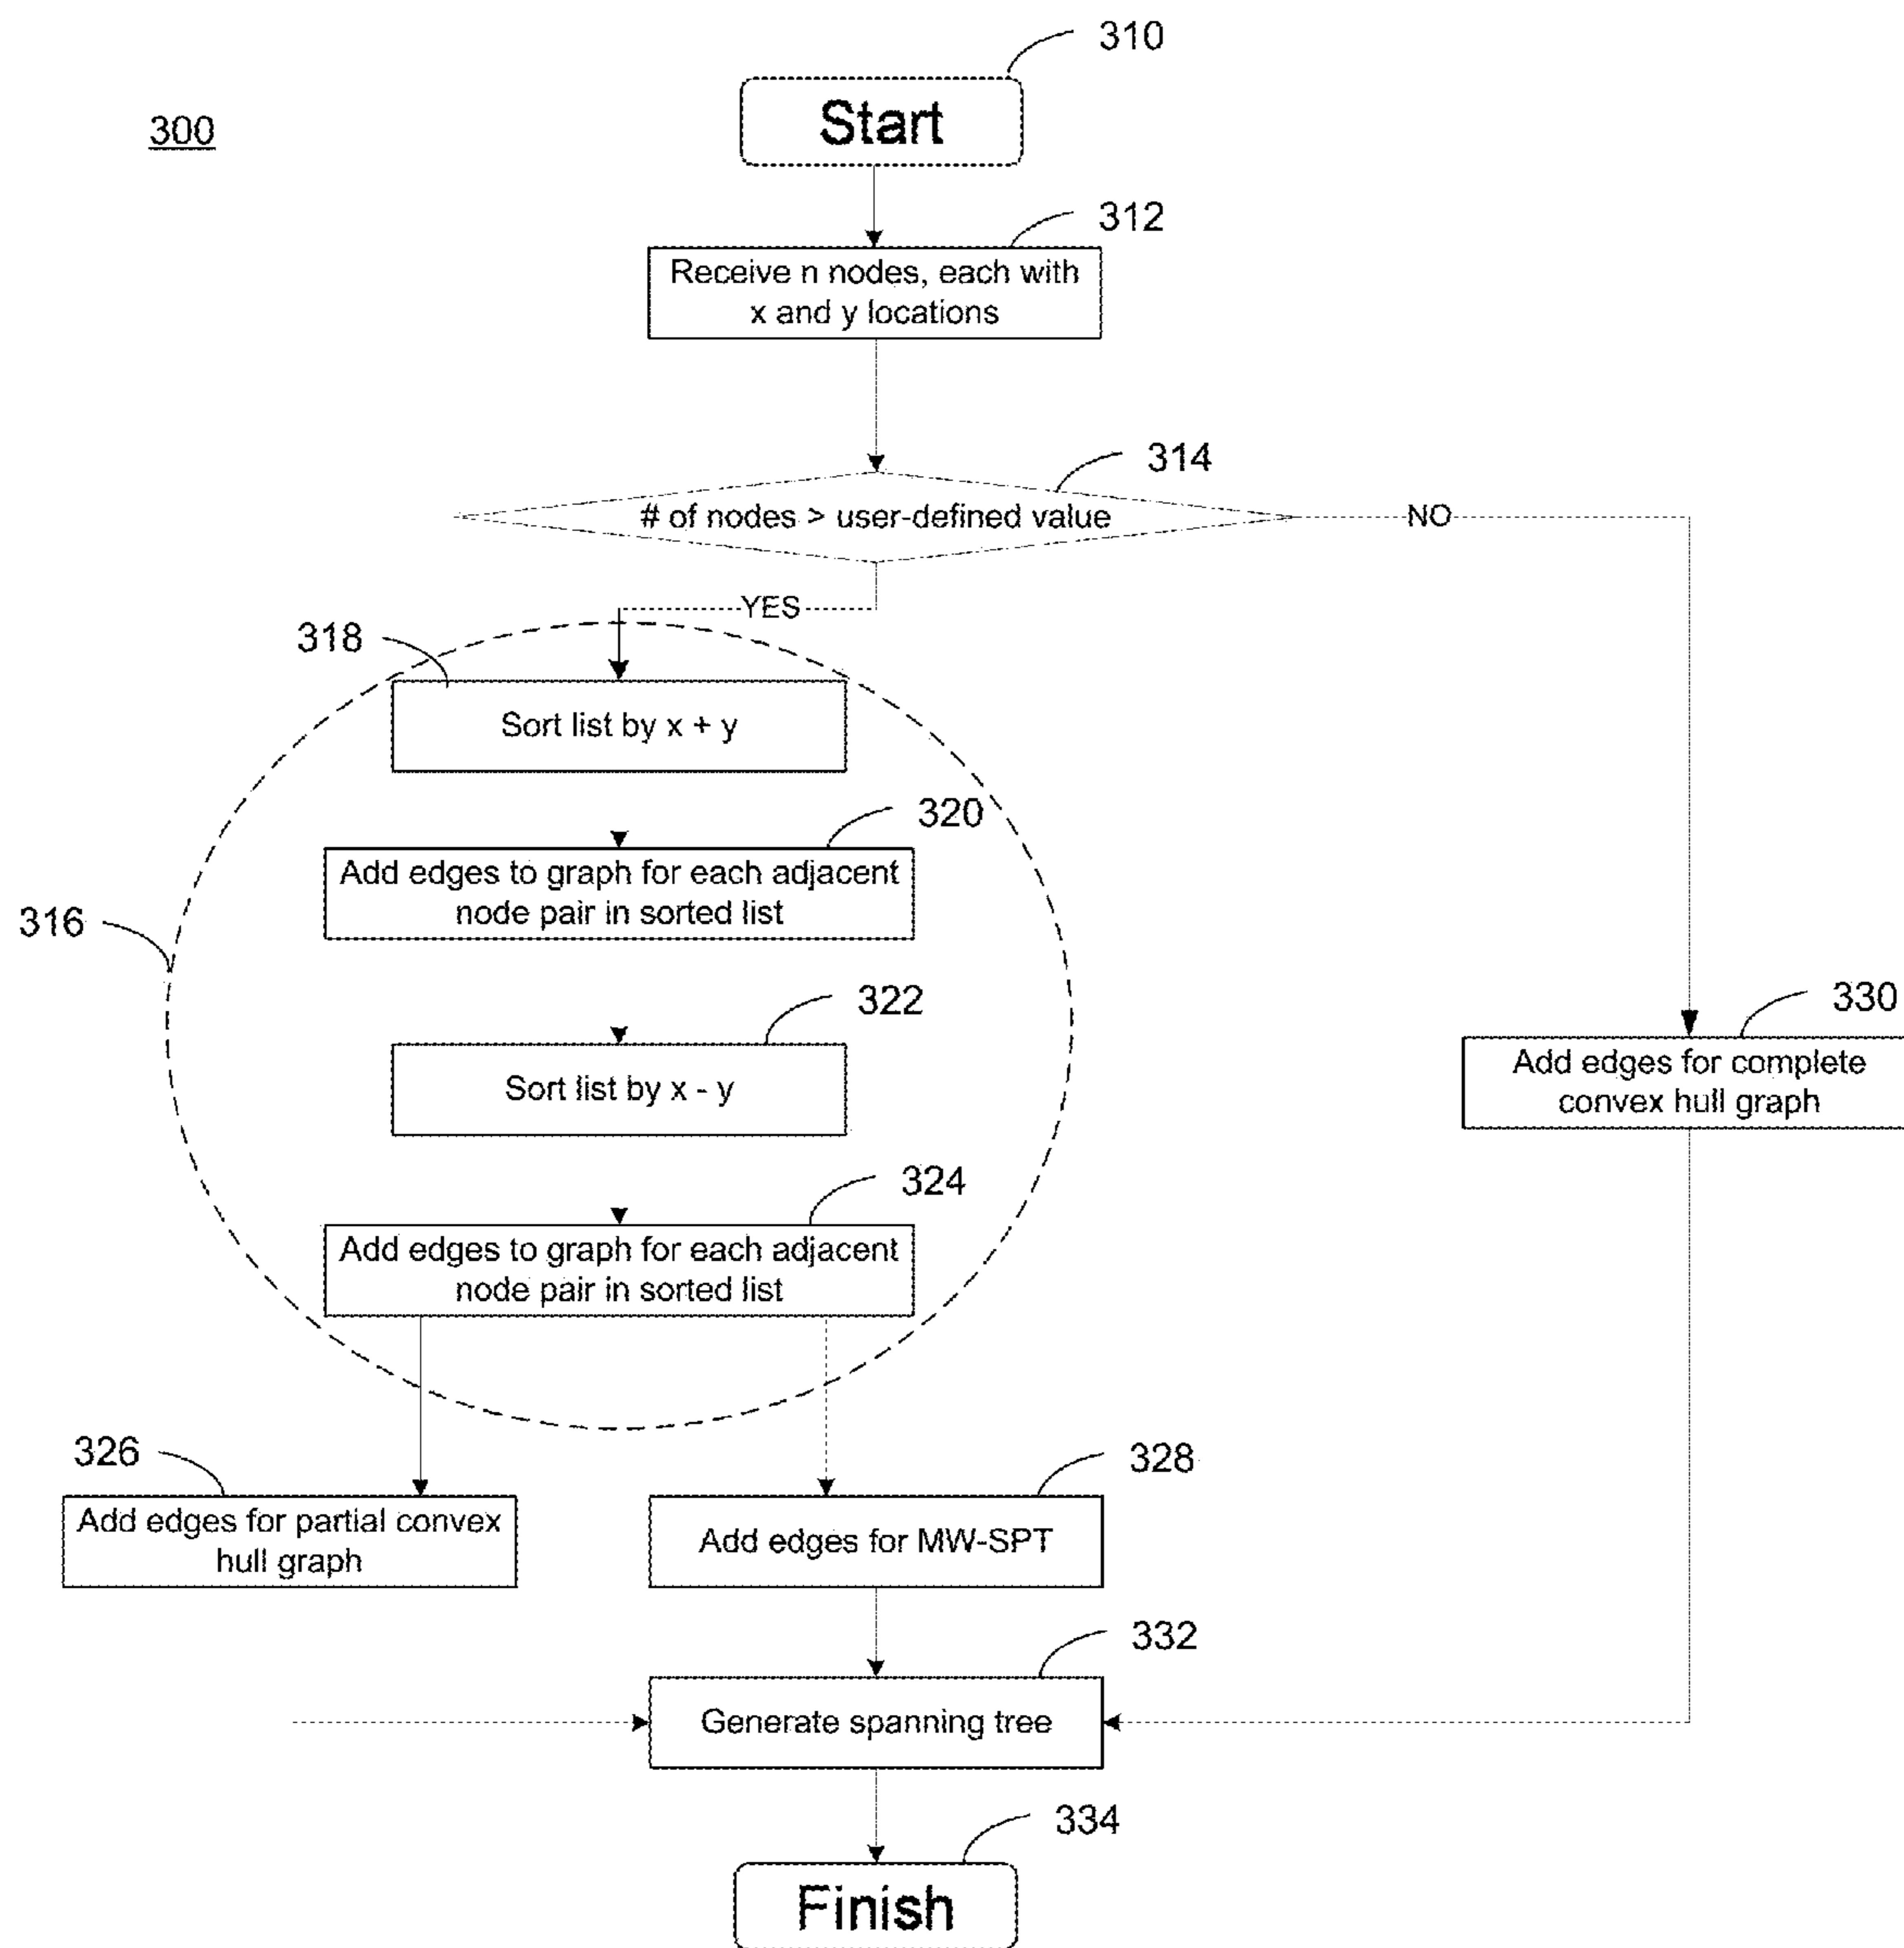 310
300
Start
312
Receive n nodes, each with
x and y locations
314
# of nodes > user-defined value
NO
YES
318
Sort list by x + y
320
Add edges to graph for each adjacent
node pair in sorted list
316
322
Sort list by x - y
330
Add edges for complete
convex hull graph
324
Add edges to graph for each adjacent
node pair in sorted list
326
Add edges for partial convex
hull graph
328
Add edges for MW-SPT
332
Generate spanning tree
334
Finish